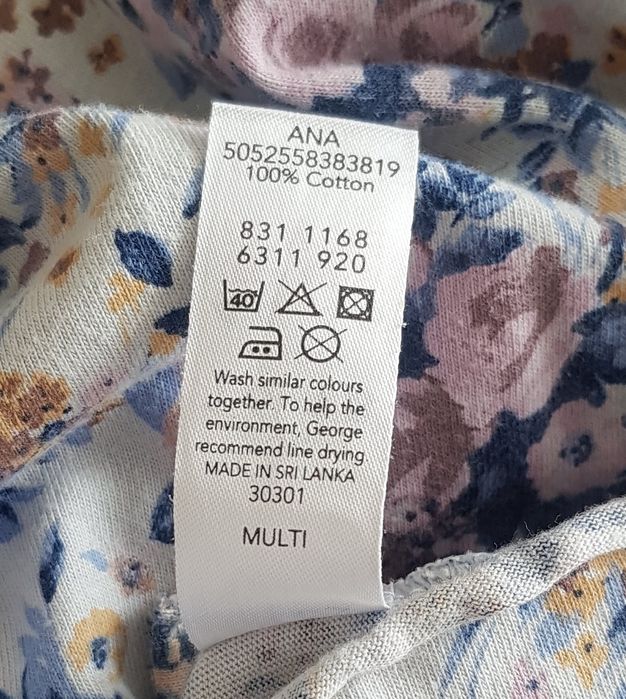 ANA
5052558383819
100% Cotton
831 1168
6311 920
40
Wash similar colours
together. To help the
environment, George
recommend line drying
MADE IN SRI LANKA
30301
MULTI